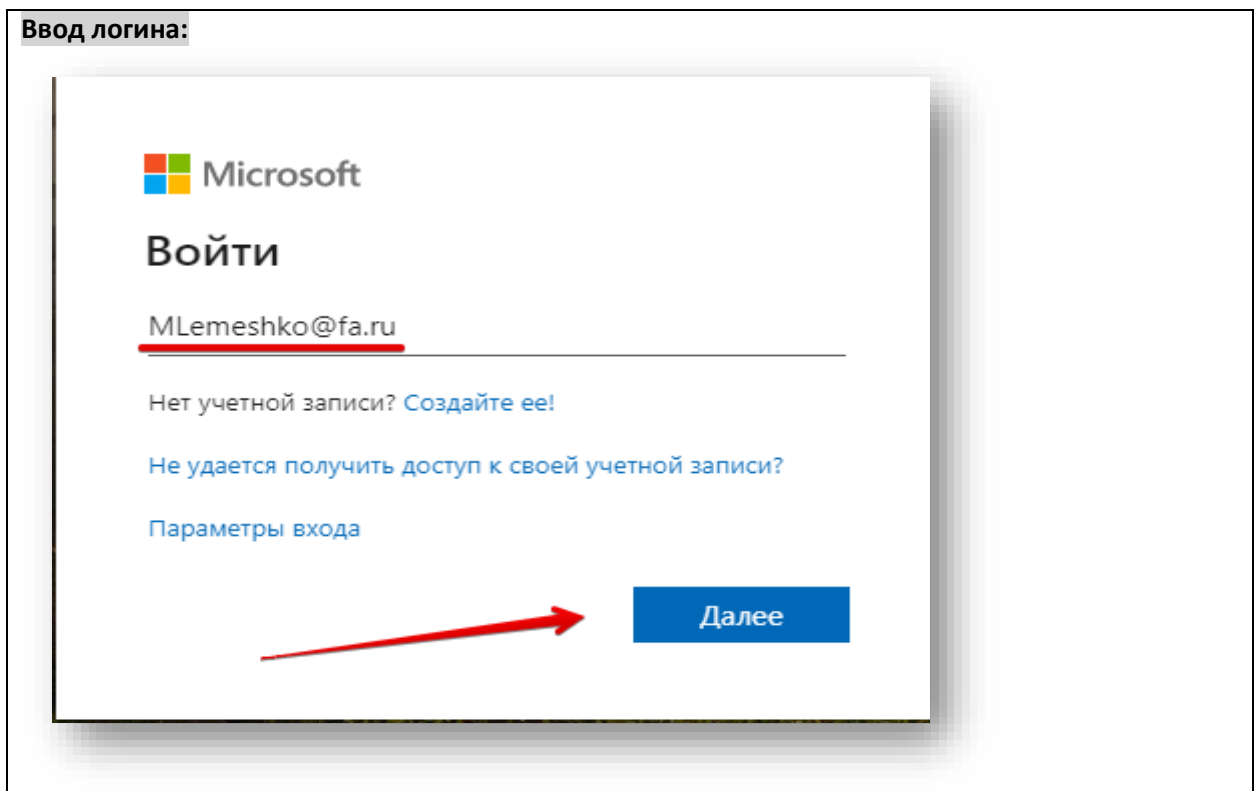 Ввод логина:
Microsoft
Войти
MLemeshko@fa.ru
Нет учетной записи? Создайте ее!
Не удается получить доступ к своей учетной записи?
Параметры входа
Далее